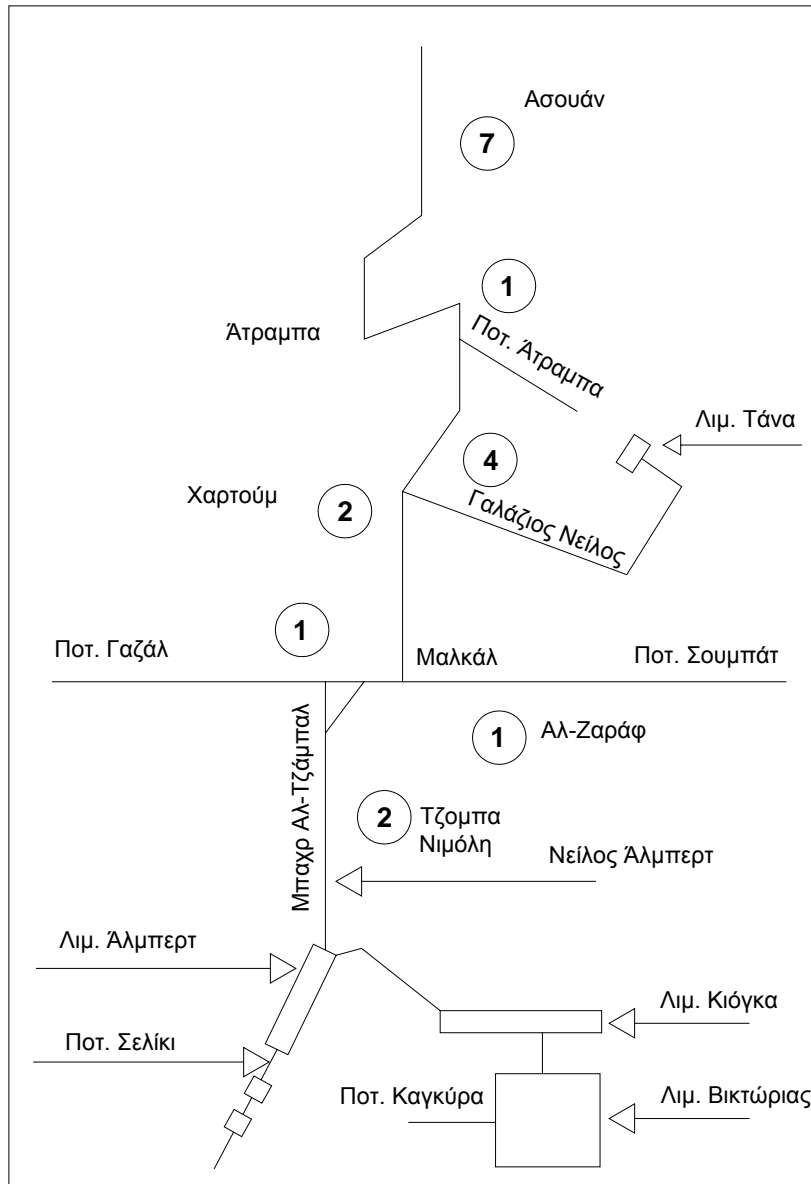 Ασουάν
7
1
Ποτ. Άτραμπα
Άτραμπα
Λιμ. Τάνα
4
Χαρτούμ
2
Γαλάζιος Νείλος
1
Ποτ. Γαζάλ
Μαλκάλ
Ποτ. Σουμπάτ
1
Αλ-Ζαράφ
Μπαχρ Αλ-Τζάμπαλ
2
Τζομπα
Νιμόλη
Νείλος Άλμπερτ
Λιμ. Άλμπερτ
Λιμ. Κιόγκα
Ποτ. Σελίκι
Ποτ. Καγκύρα
Λιμ. Βικτώριας